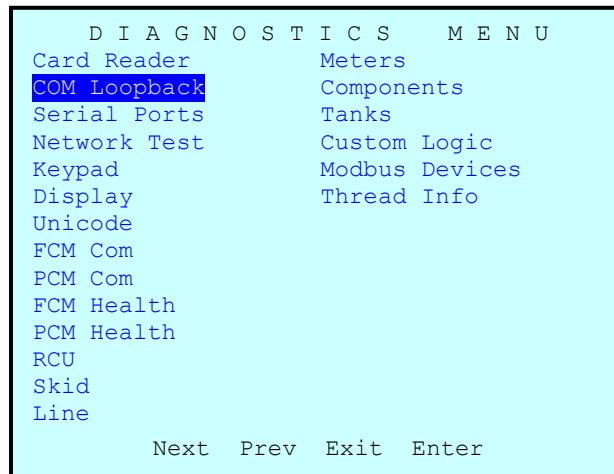 D I A G N O S T I C S   M E N U
Card Reader
COM Loopback
Serial Ports
Network Test
Keypad
Display
Unicode
FCM Com
PCM Com
FCM Health
PCM Health
RCU
Skid
Line
Meters
Components
Tanks
Custom Logic
Modbus Devices
Thread Info
Next Prev Exit Enter